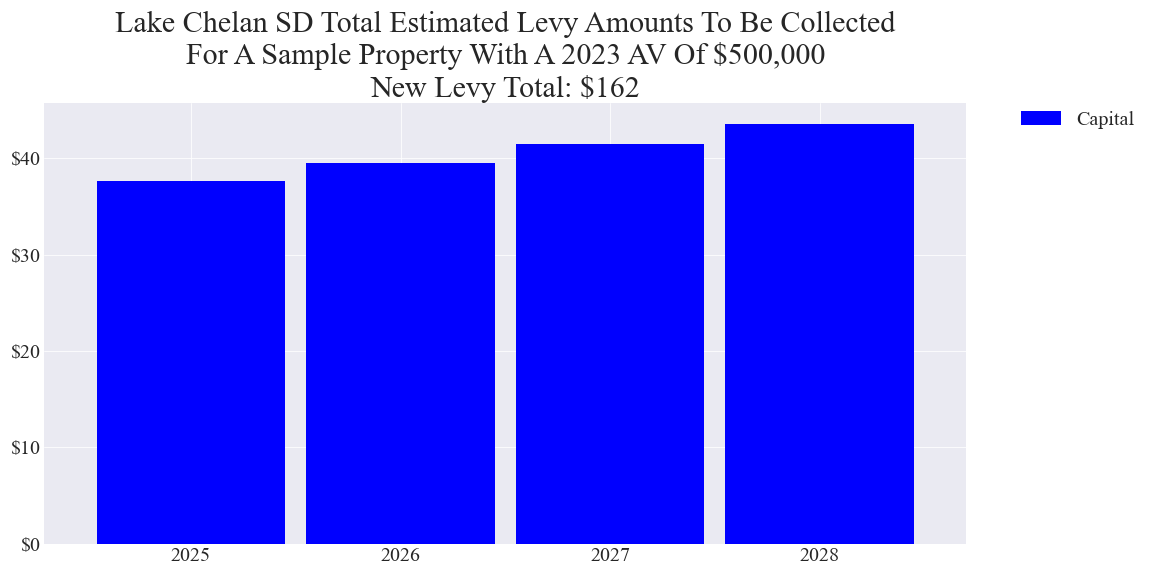 Lake Chelan SD Total Estimated Levy Amounts To Be Collected
For A Sample Property With A 2023 AV Of $500,000
New Levy Total: $162
Capital
$40
$30
$20
$10
$0
2025 2026 2027 2028